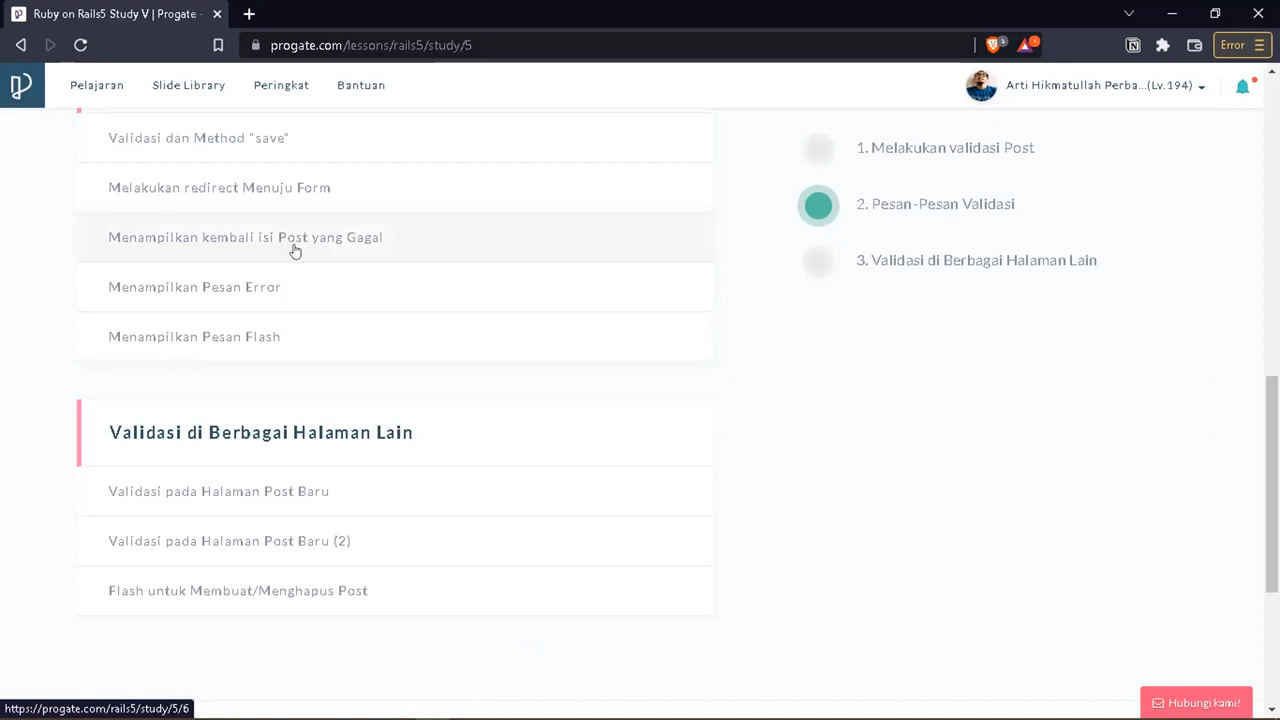 Ruby on Rails5 Study V | Progate -
progate.com/lessons/rails5/study/5
Error
Pelajaran
Slide Library
Peringkat
Bantuan
Arti Hikmatullah Perba...(Lv.194)
Validasi dan Method "save"
Melakukan redirect Menuju Form
Menampilkan kembali isi Post yang Gagal
Menampilkan Pesan Error
Menampilkan Pesan Flash
Validasi di Berbagai Halaman Lain
Validasi pada Halaman Post Baru
Validasi pada Halaman Post Baru (2)
Flash untuk Membuat/Menghapus Post
1. Melakukan validasi Post
2. Pesan-Pesan Validasi
3. Validasi di Berbagai Halaman Lain
https://progate.com/rails5/study/5/6
Hubungi kami!